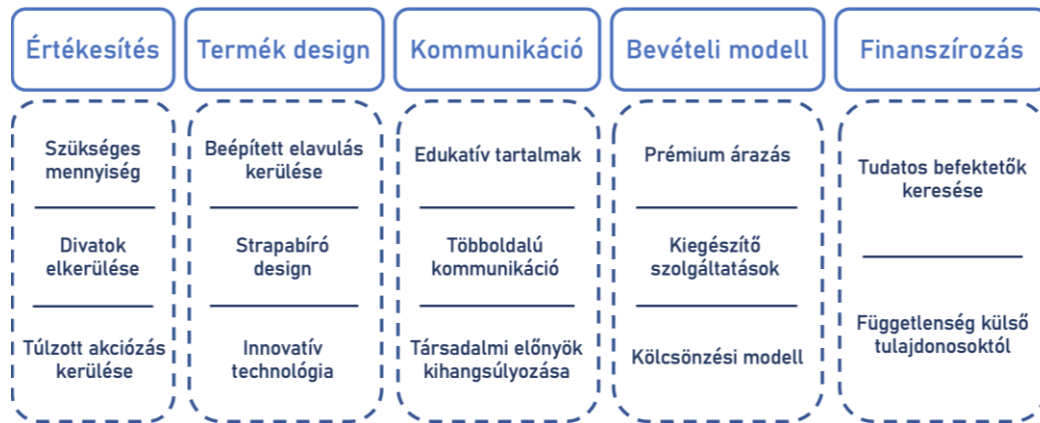 Értékesítés
Szükséges
mennyiség
Divatok
elkerülése
Túlzott akciózás
kerülése
Termék design
Beépített elavulás
kerülése
Strapabíró
design
Innovatív
technológia
Kommunikáció
Edukatív tartalmak
Többoldalú
kommunikáció
Társadalmi előnyök
kihangsúlyozása
Bevételi modell
Prémium árazás
Kiegészítő
szolgáltatások
Kölcsönzési modell
Finanszírozás
Tudatos befektetők
keresése
Függetlenség külső
tulajdonosoktól